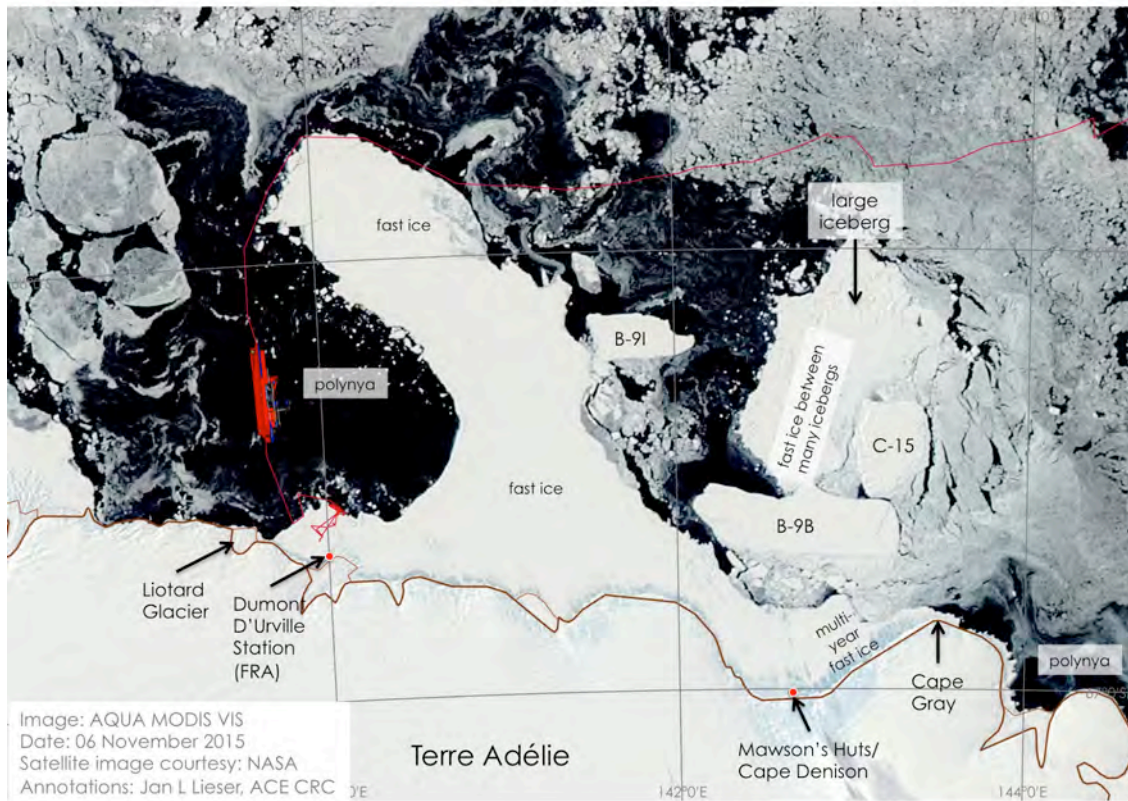 large
iceberg
fast ice
B-9I
polynya
fast ice between
many icebergs
C-15
fast ice
B-9B
Liotard
Glacier
Dumont
D'Urville
Station
(FRA)
multi-
year
fast ice
polynya
Cape
Gray
Mawson's Huts/
Cape Denison
Terre Adélie
Image: AQUA MODIS VIS
Date: 06 November 2015
Satellite image courtesy: NASA
Annotations: Jan L Lieser, ACE CRC
142°0'E
144°0'E